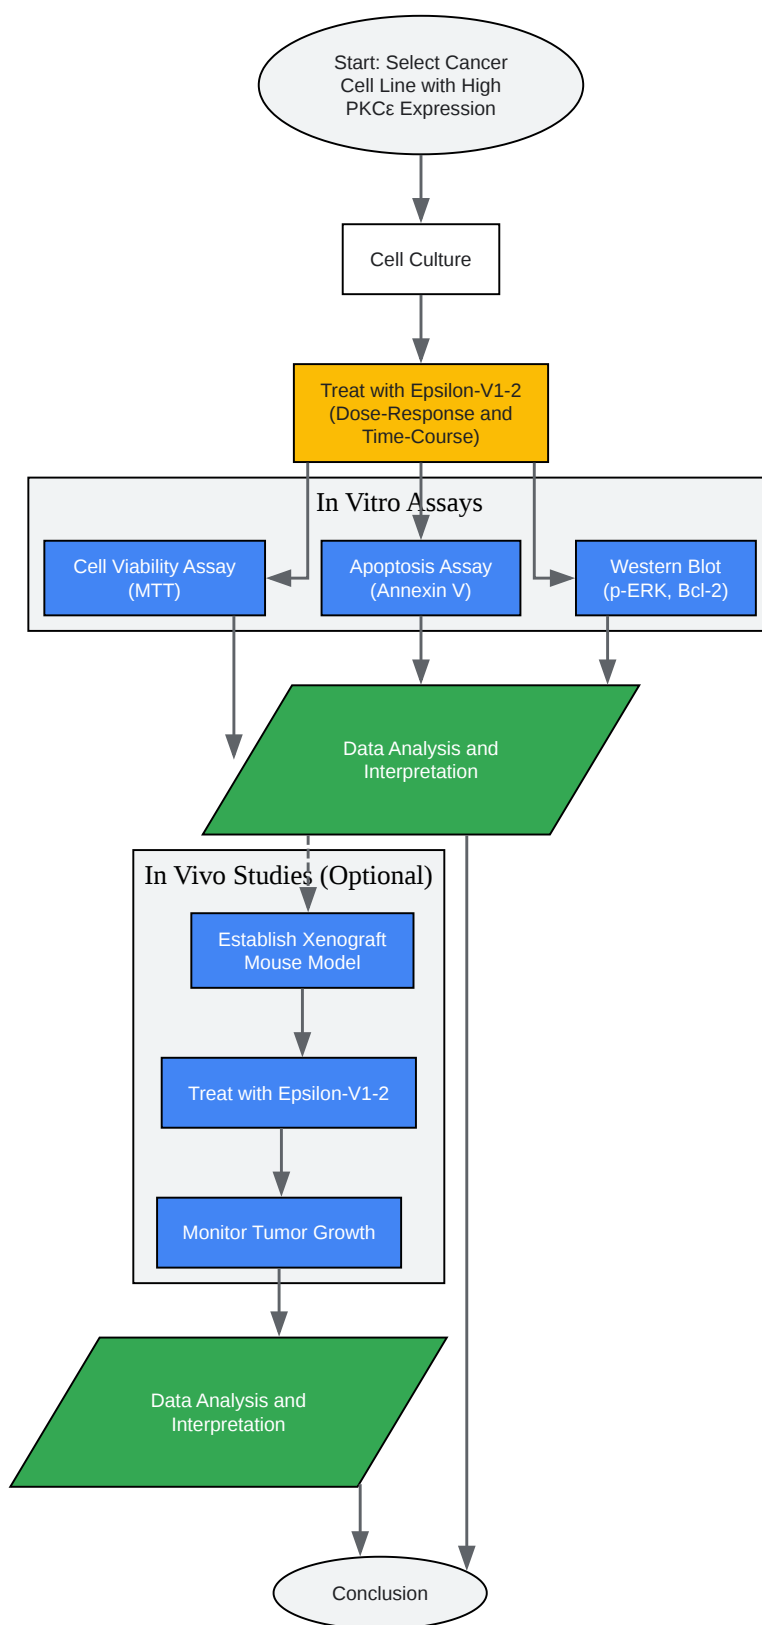 Start: Select Cancer
Cell Line with High
PKCε Expression
Cell Culture
Treat with Epsilon-V1-2
(Dose-Response and
Time-Course)
In Vitro Assays
Cell Viability Assay
(MTT)
Apoptosis Assay
(Annexin V)
Western Blot
(p-ERK, Bcl-2)
Data Analysis and
Interpretation
In Vivo Studies (Optional)
Establish Xenograft
Mouse Model
Treat with Epsilon-V1-2
Monitor Tumor Growth
Data Analysis and
Interpretation
Conclusion